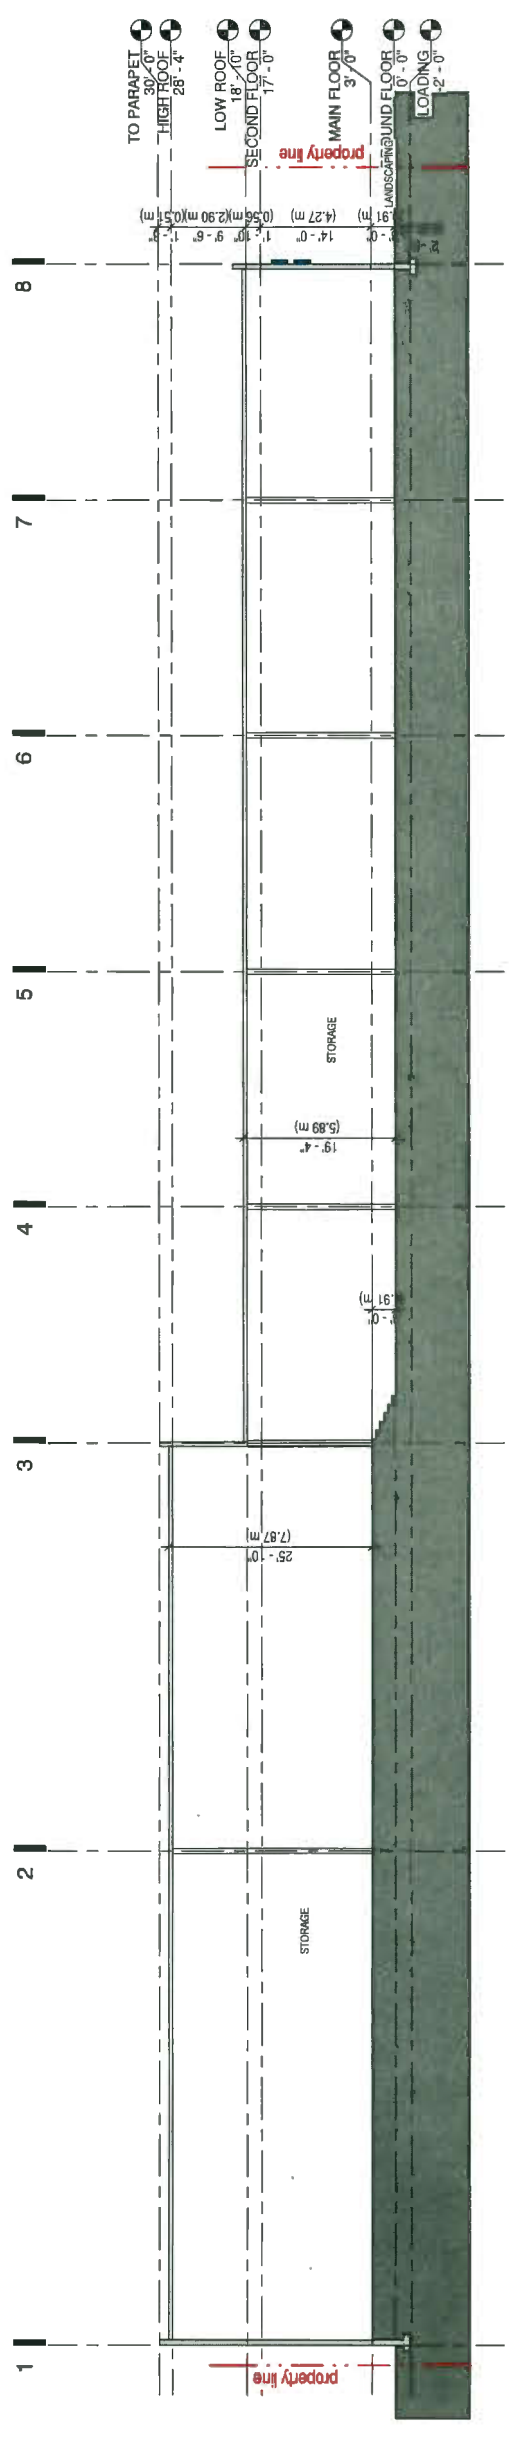 1
2
3
4
5
6
7
8
TO PARAPET
30' - 0"
HIGH ROOF
28' - 4"
LOW ROOF
18' - 10"
SECOND FLOOR
17' - 0"
MAIN FLOOR
3' - 0"
UND FLOOR
0' - 0"
LOADING
-2' - 0"
LANDSCAPING
property line
(0.51 m)
9' - 6"
(2.90 m)
1' - 10"
(0.56 m)
14' - 0"
(4.27 m)
.91 m)
' - 0"
STORAGE
19' - 4"
(5.89 m)
' - 0"
.91 m)
25' - 10"
(7.87 m)
STORAGE
property line